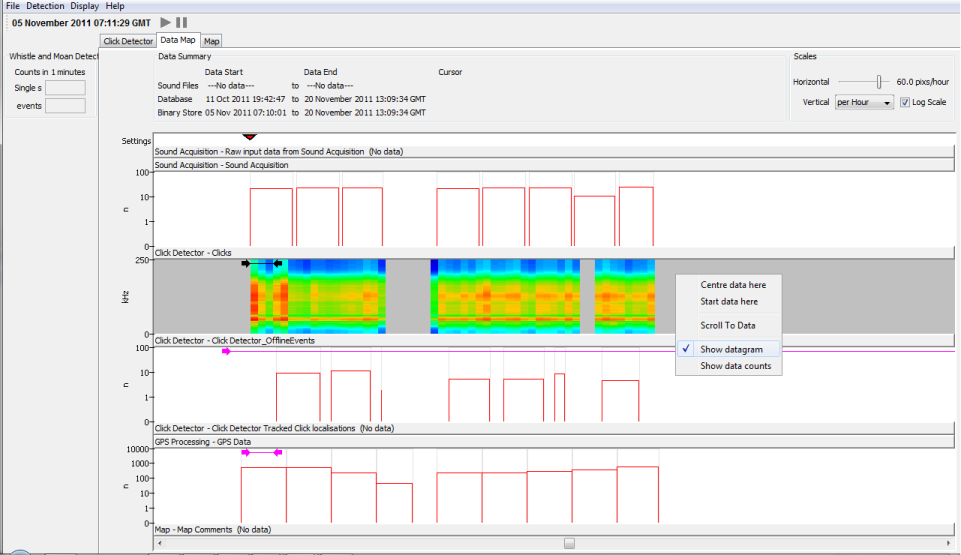 File Detection Display Help
05 November 2011 07:11:29 GMT
Click Detector Data Map Map
Whistle and Moan Detect
Counts in 1 minutes
Single s
events
Data Summary
Data Start Data End Cursor
Sound Files ---No data--- to ---No data---
Database 11 Oct 2011 19:42:47 to 20 November 2011 13:09:34 GMT
Binary Store 05 Nov 2011 07:10:01 to 20 November 2011 13:09:34 GMT
Scales
Horizontal 60.0 pixs/hour
Vertical per Hour Log Scale
Settings
Sound Acquisition - Raw input data from Sound Acquisition (No data)
Sound Acquisition - Sound Acquisition
100
10
1
0
n
Click Detector - Clicks
250
0
kHz
Centre data here
Start data here
Scroll To Data
Show datagram
Show data counts
Click Detector - Click Detector_OfflineEvents
100
10
1
0
n
Click Detector - Click Detector Tracked Click localisations (No data)
GPS Processing - GPS Data
10000
1000
100
10
1
0
n
Map - Map Comments (No data)